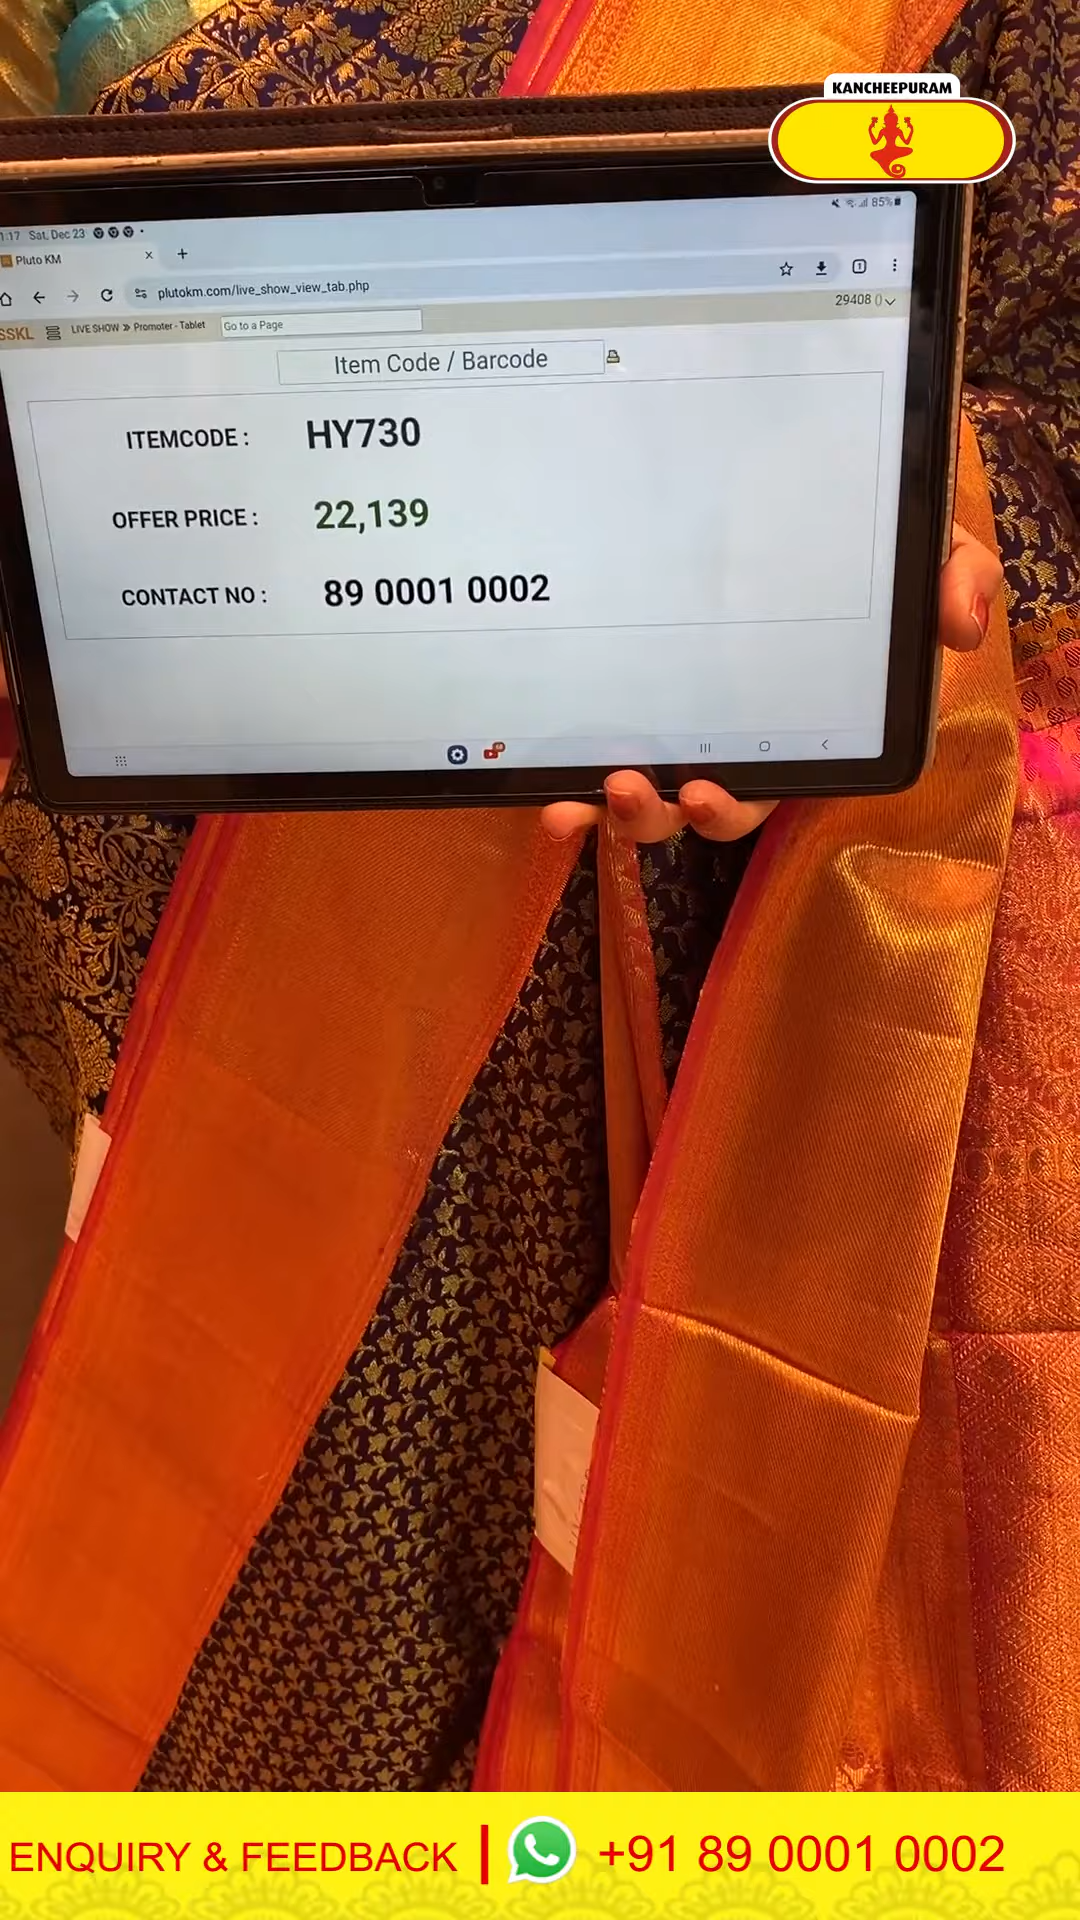 KANCHEEPURAM
1:17 Sat, Dec 23
85%
Pluto KM
plutokm.com/live_show_view_tab.php
29408 ()
SSKL
LIVE SHOW >> Promoter - Tablet
Go to a Page
Item Code / Barcode
ITEMCODE : HY730
OFFER PRICE : 22,139
CONTACT NO : 89 0001 0002
ENQUIRY & FEEDBACK | +91 89 0001 0002